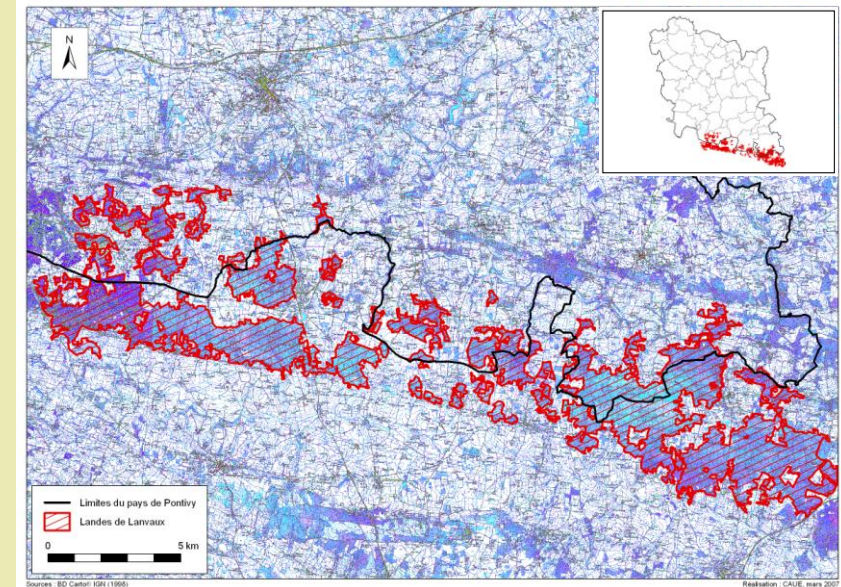 N
Limites du pays de Pontivy
Landes de Lanvaux
0 5 km
Sources : BD Carto® IGN (1996)
Réalisation : CAUE, mars 2007